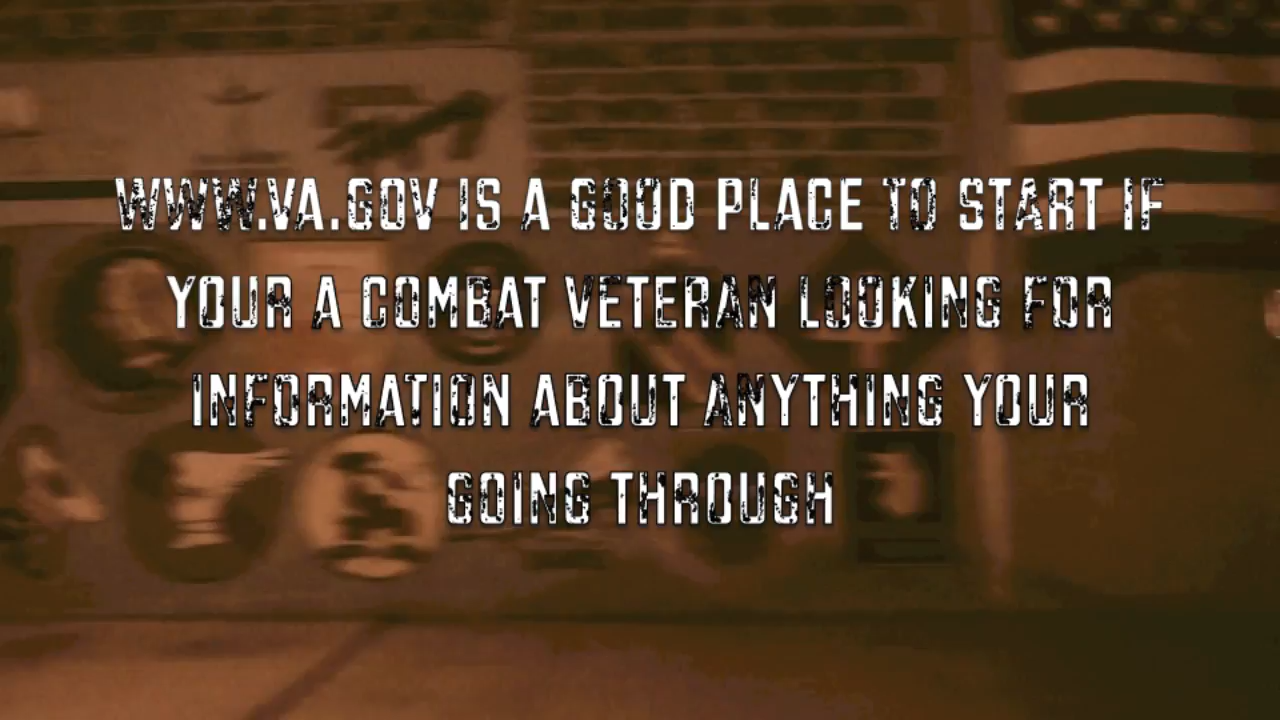 WWW.VA.GOV IS A GOOD PLACE TO START IF
YOUR A COMBAT VETERAN LOOKING FOR
INFORMATION ABOUT ANYTHING YOUR
GOING THROUGH